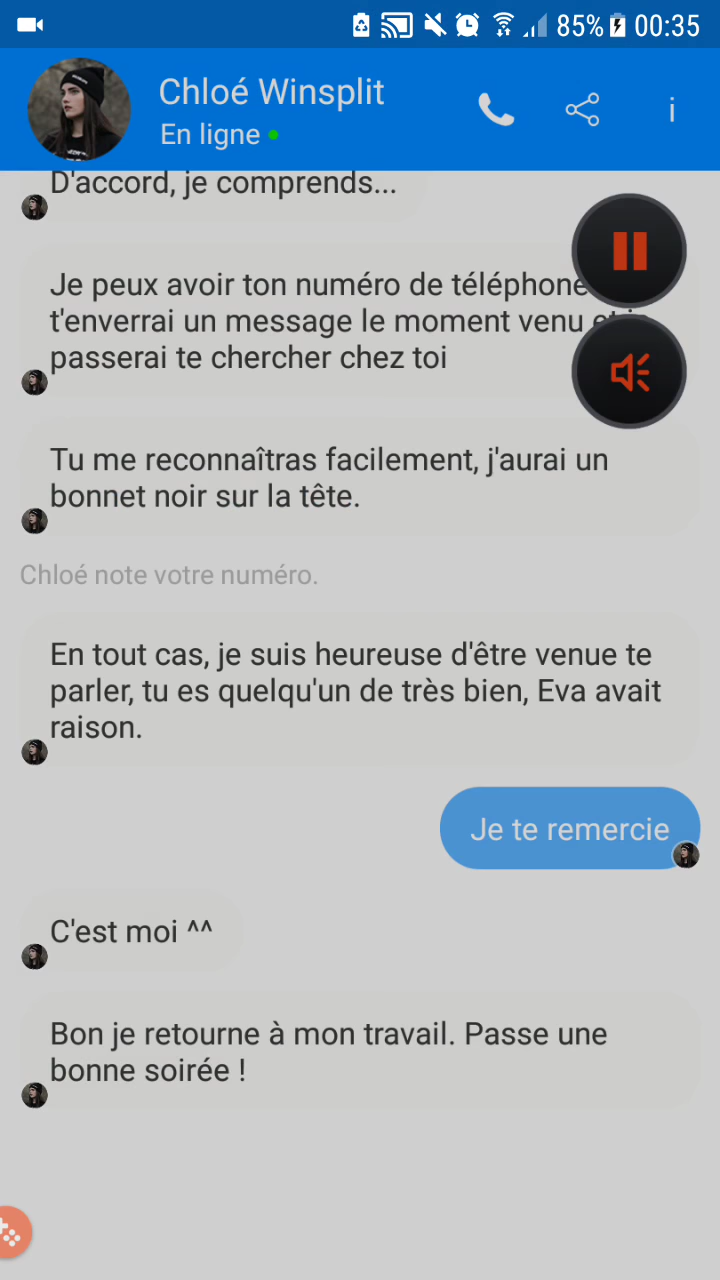 85% 00:35
Chloé Winsplit
En ligne
i
D'accord, je comprends...
Je peux avoir ton numéro de téléphone
t'enverrai un message le moment venu et je
passerai te chercher chez toi
Tu me reconnaîtras facilement, j'aurai un
bonnet noir sur la tête.
Chloé note votre numéro.
En tout cas, je suis heureuse d'être venue te
parler, tu es quelqu'un de très bien, Eva avait
raison.
Je te remercie
C'est moi ^^
Bon je retourne à mon travail. Passe une
bonne soirée !